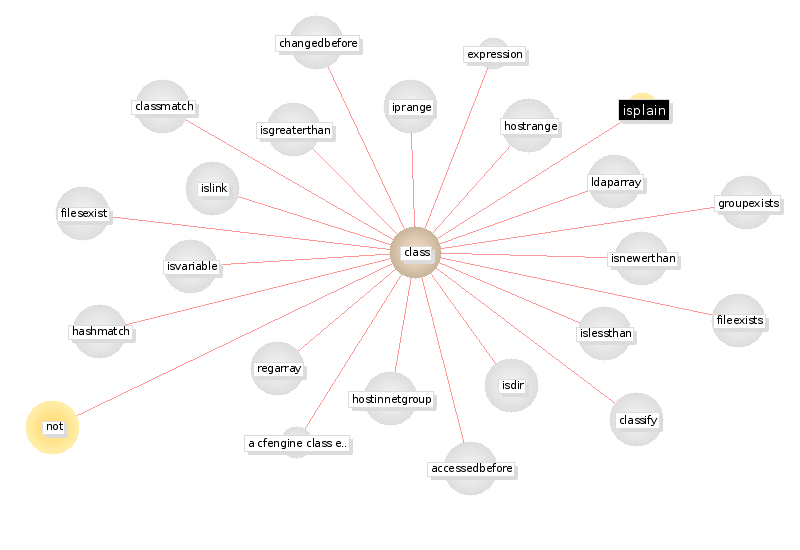 changedbefore
expression
classmatch
iprange
isplain
isgreaterthan
hostrange
ldaparray
islink
groupexists
filesexist
class
isvariable
isnewerthan
fileexists
hashmatch
islessthan
regarray
isdir
hostinnetgroup
classify
not
a cfengine class e..
accessedbefore